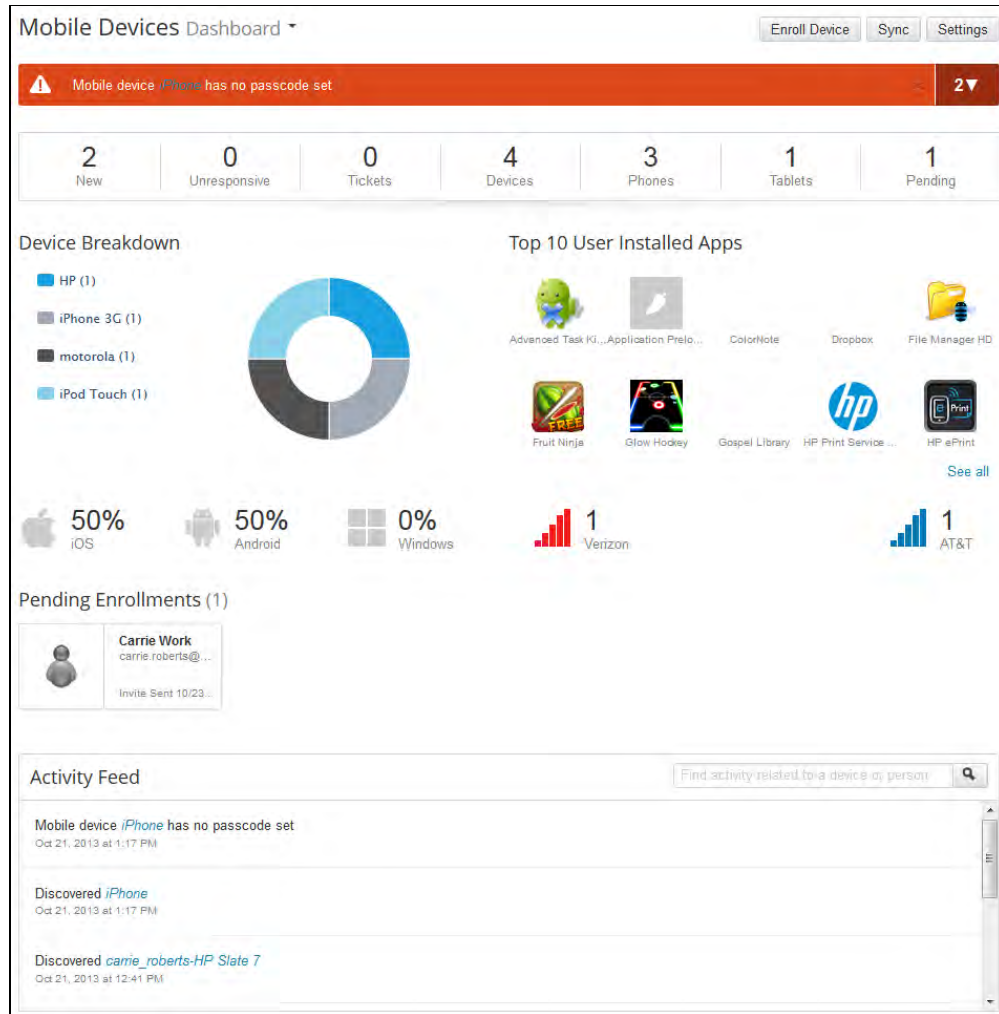 Mobile Devices Dashboard
Enroll Device Sync Settings
Mobile device iPhone has no passcode set
2▼
2 0 0 4 3 1 1
New Unresponsive Tickets Devices Phones Tablets Pending
Device Breakdown
HP (1)
iPhone 3G (1)
motorola (1)
iPod Touch (1)
Top 10 User Installed Apps
Advanced Task Ki... Application Prelo... ColorNote Dropbox File Manager HD
FREE
hp
Print
Fruit Ninja Glow Hockey Gospel Library HP Print Service ... HP ePrint
See all
50% 50% 0% 1 1
iOS Android Windows Verizon AT&T
Pending Enrollments (1)
Carrie Work
carrie.roberts@...
Invite Sent 10/23...
Activity Feed
Find activity related to a device or person
Mobile device iPhone has no passcode set
Oct 21, 2013 at 1:17 PM
Discovered iPhone
Oct 21, 2013 at 1:17 PM
Discovered carrie_roberts-HP Slate 7
Oct 21, 2013 at 12:41 PM